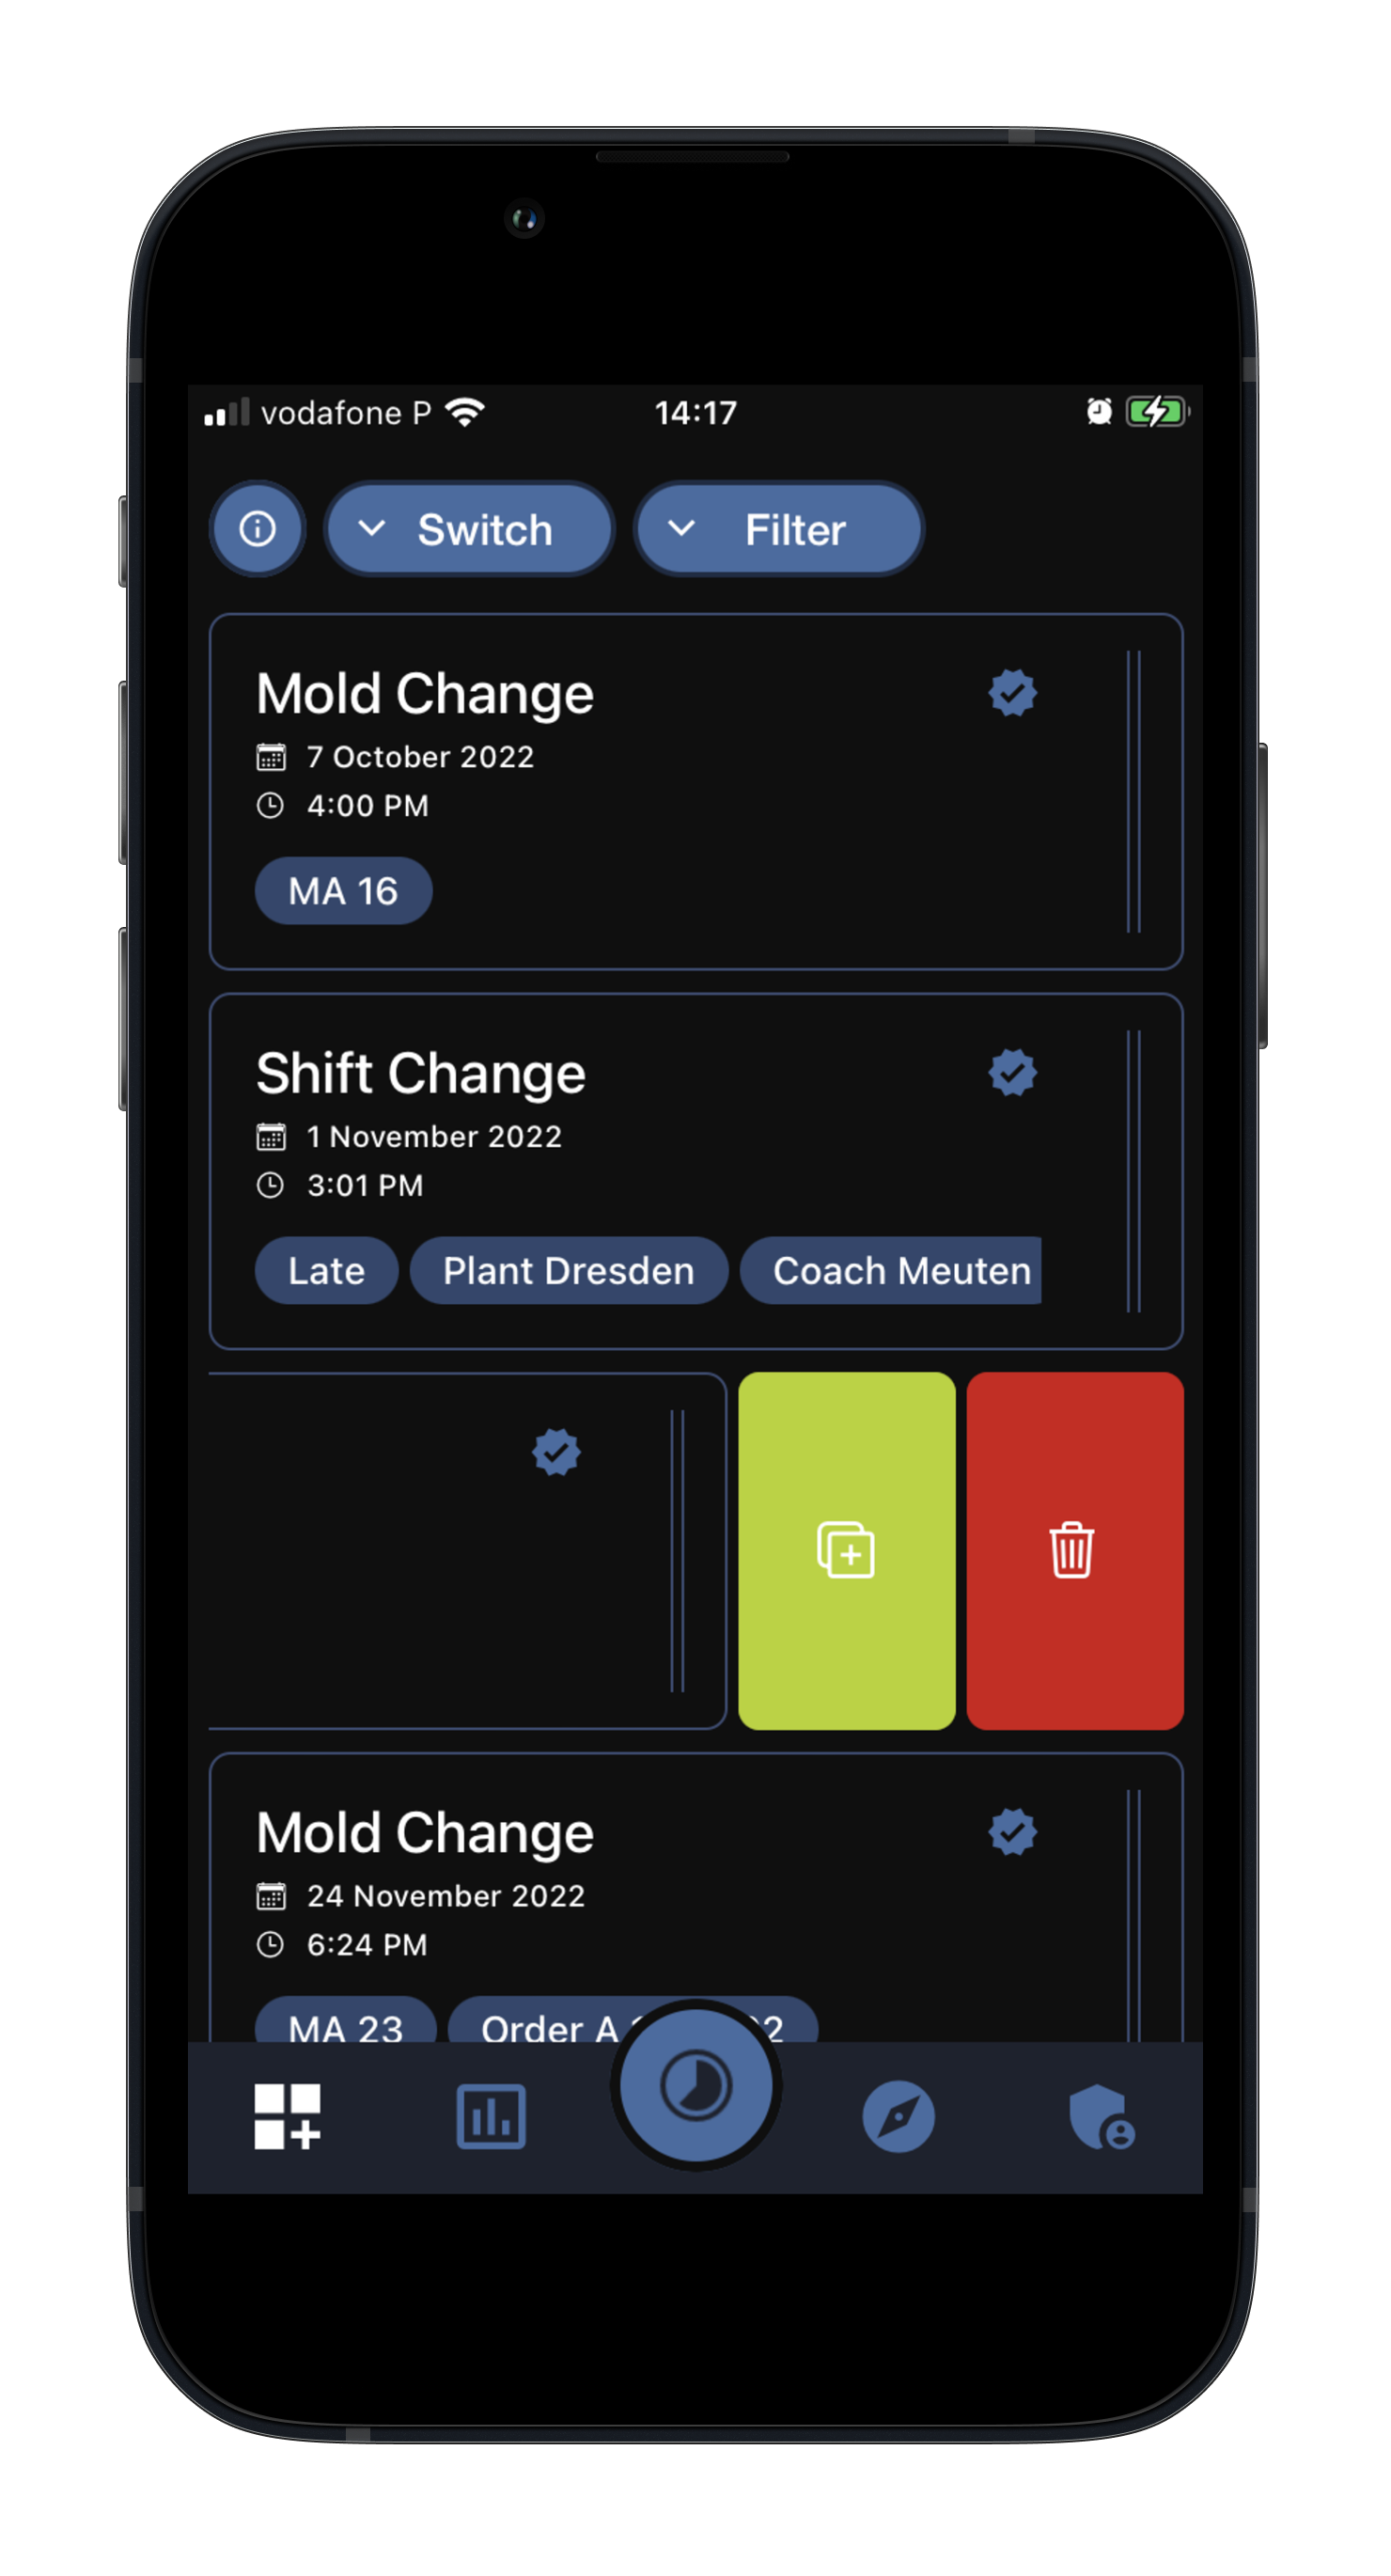 vodafone P 14:17
Switch Filter
Mold Change
7 October 2022
4:00 PM
MA 16
Shift Change
1 November 2022
3:01 PM
Late Plant Dresden Coach Meuten
Mold Change
24 November 2022
6:24 PM
MA 23 Order A 2